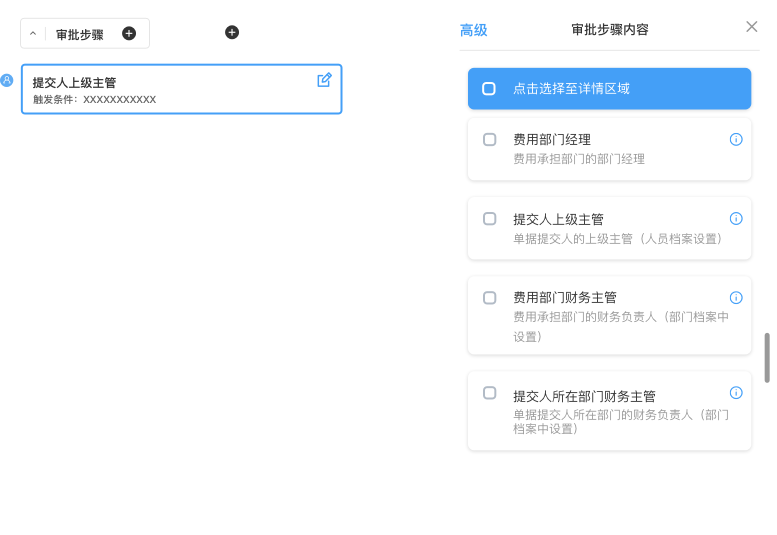 审批步骤
提交人上级主管
触发条件：XXXXXXXXXXX
高级
审批步骤内容
点击选择至详情区域
费用部门经理
费用承担部门的部门经理
提交人上级主管
单据提交人的上级主管（人员档案设置）
费用部门财务主管
费用承担部门的财务负责人（部门档案中
设置）
提交人所在部门财务主管
单据提交人所在部门的财务负责人（部门
档案中设置）